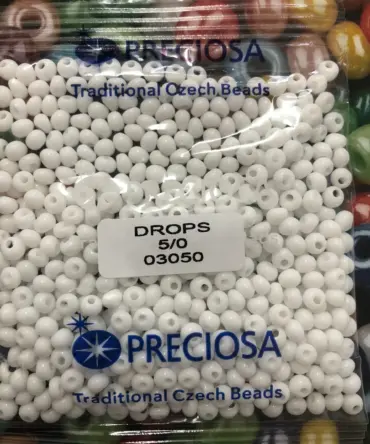 PRECIOSA
Traditional Czech Beads
DROPS
5/0
03050
PRECIOSA
Traditional Czech Beads